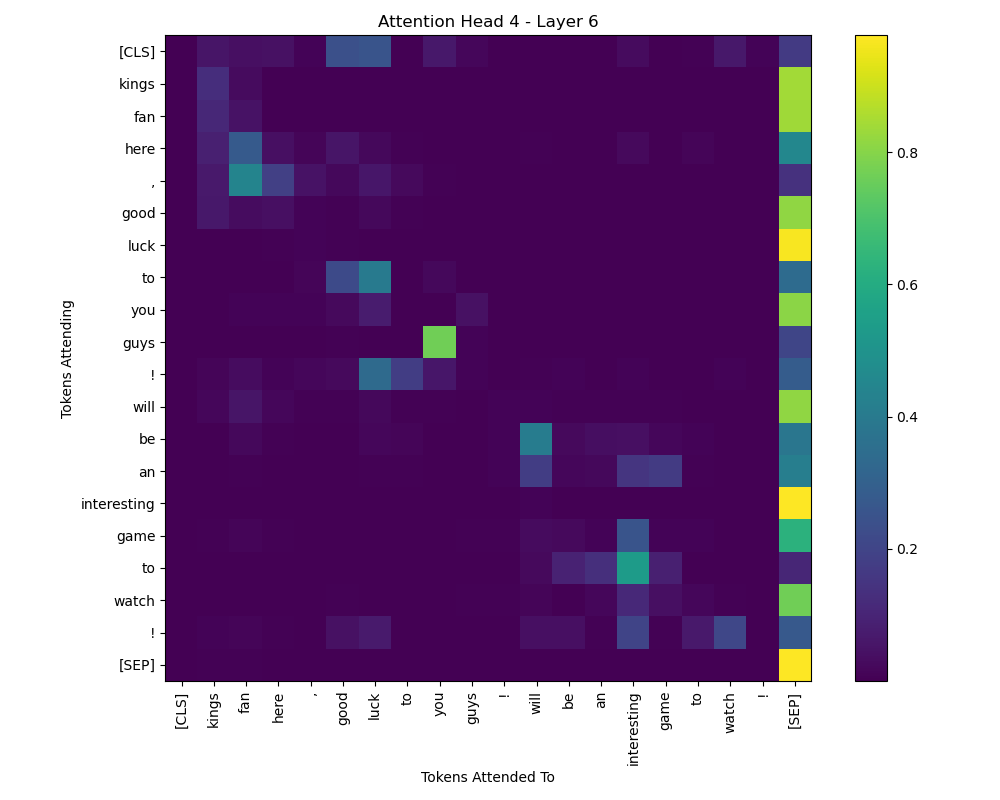 Attention Head 4 - Layer 6
[CLS]
kings
fan
here
,
good
luck
to
you
guys
!
will
be
an
interesting
game
to
watch
!
[SEP]
Tokens Attending
[CLS]
kings
fan
here
,
good
luck
to
you
guys
!
will
be
an
interesting
game
to
watch
!
[SEP]
Tokens Attended To
0.8
0.6
0.4
0.2